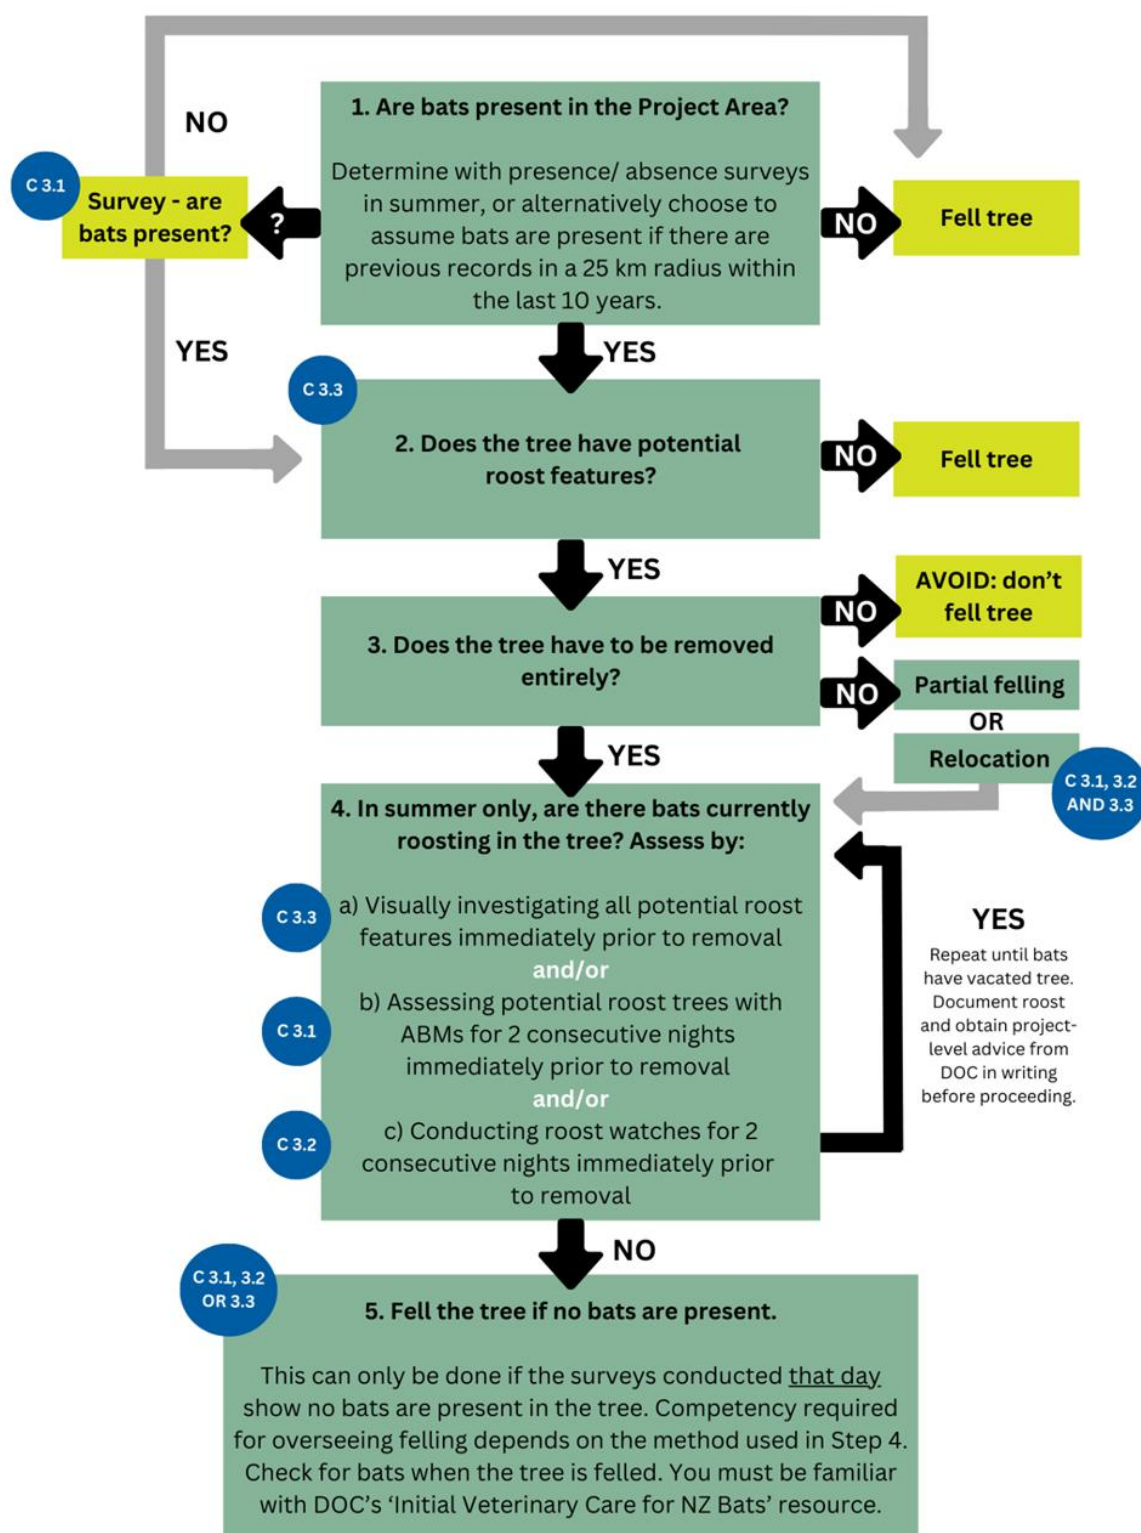 1. Are bats present in the Project Area?
Determine with presence/ absence surveys
in summer, or alternatively choose to
assume bats are present if there are
previous records in a 25 km radius within
the last 10 years.
NO
C 3.1
Survey - are
bats present?
?
NO
Fell tree
YES
YES
C 3.3
2. Does the tree have potential
roost features?
NO
Fell tree
YES
3. Does the tree have to be removed
entirely?
NO
AVOID: don’t
fell tree
NO
Partial felling
OR
Relocation
C 3.1, 3.2
AND 3.3
YES
4. In summer only, are there bats currently
roosting in the tree? Assess by:
C 3.3
a) Visually investigating all potential roost
features immediately prior to removal
and/or
C 3.1
b) Assessing potential roost trees with
ABMs for 2 consecutive nights
immediately prior to removal
and/or
C 3.2
c) Conducting roost watches for 2
consecutive nights immediately prior
to removal
YES
Repeat until bats
have vacated tree.
Document roost
and obtain project-
level advice from
DOC in writing
before proceeding.
NO
C 3.1, 3.2
OR 3.3
5. Fell the tree if no bats are present.
This can only be done if the surveys conducted that day
show no bats are present in the tree. Competency required
for overseeing felling depends on the method used in Step 4.
Check for bats when the tree is felled. You must be familiar
with DOC’s ‘Initial Veterinary Care for NZ Bats’ resource.